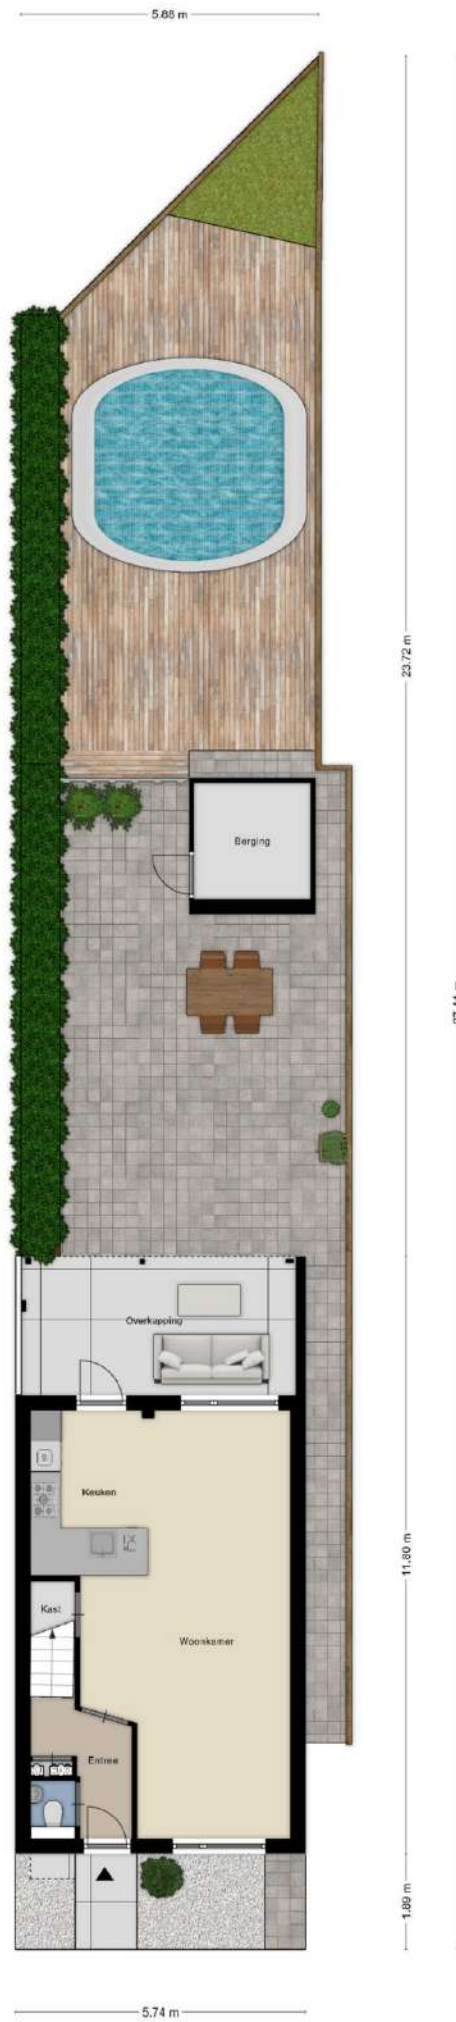 5.88 m
23.72 m
Berging
Overkapping
Keuken
11.80 m
Kast
Woonkamer
Entree
1.89 m
5.74 m